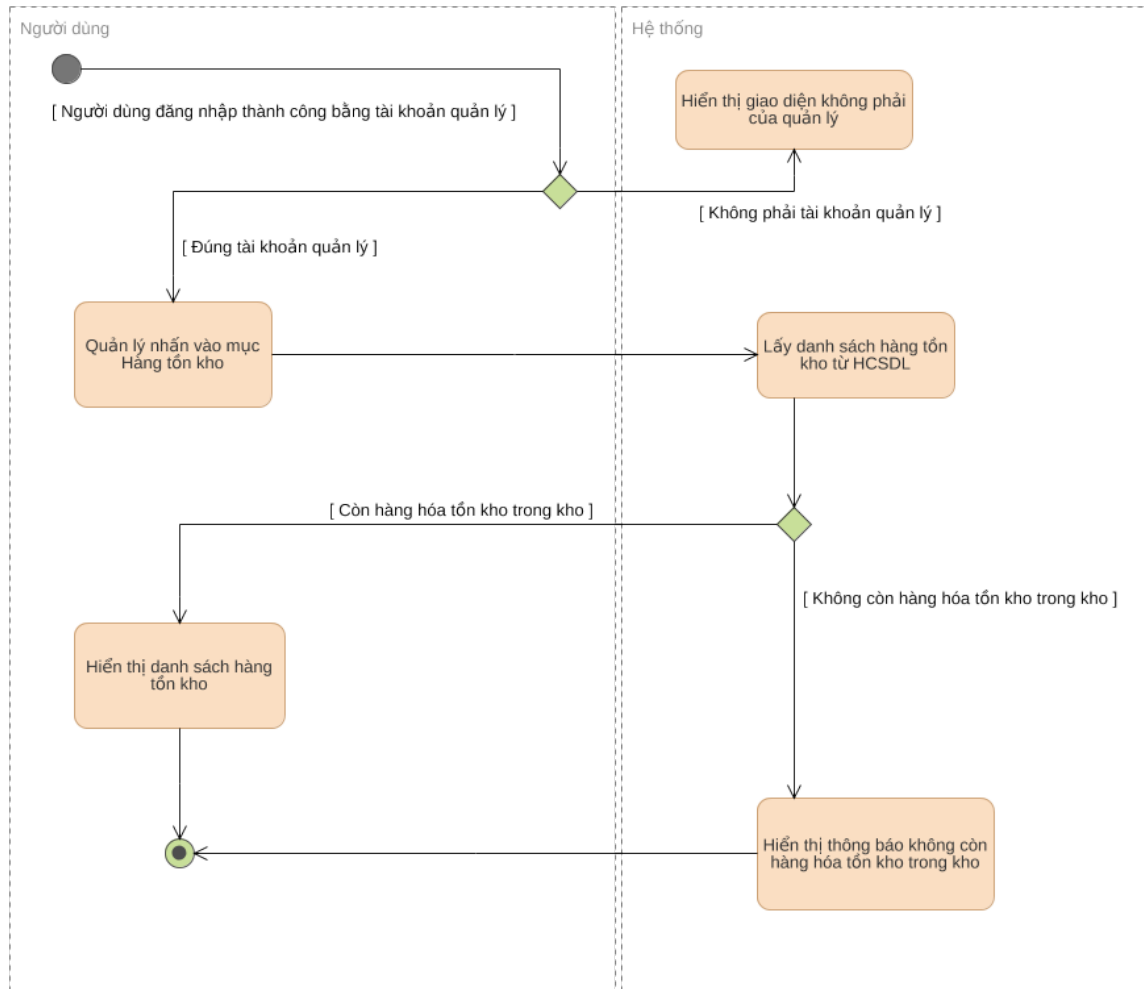 Người dùng
Hệ thống
[ Người dùng đăng nhập thành công bằng tài khoản quản lý ]
Hiển thị giao diện không phải
của quản lý
[ Không phải tài khoản quản lý ]
[ Đúng tài khoản quản lý ]
Quản lý nhấn vào mục
Hàng tồn kho
Lấy danh sách hàng tồn
kho từ HCSDL
[ Còn hàng hóa tồn kho trong kho ]
[ Không còn hàng hóa tồn kho trong kho ]
Hiển thị danh sách hàng
tồn kho
Hiển thị thông báo không còn
hàng hóa tồn kho trong kho